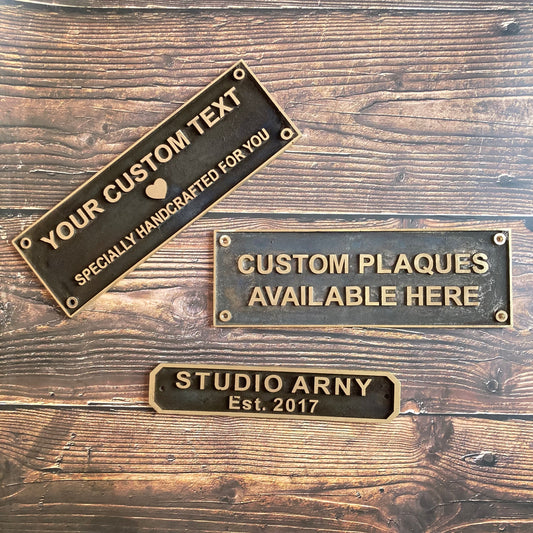 YOUR CUSTOM TEXT
SPECIALLY HANDCRAFTED FOR YOU
CUSTOM PLAQUES
AVAILABLE HERE
STUDIO ARNY
Est. 2017